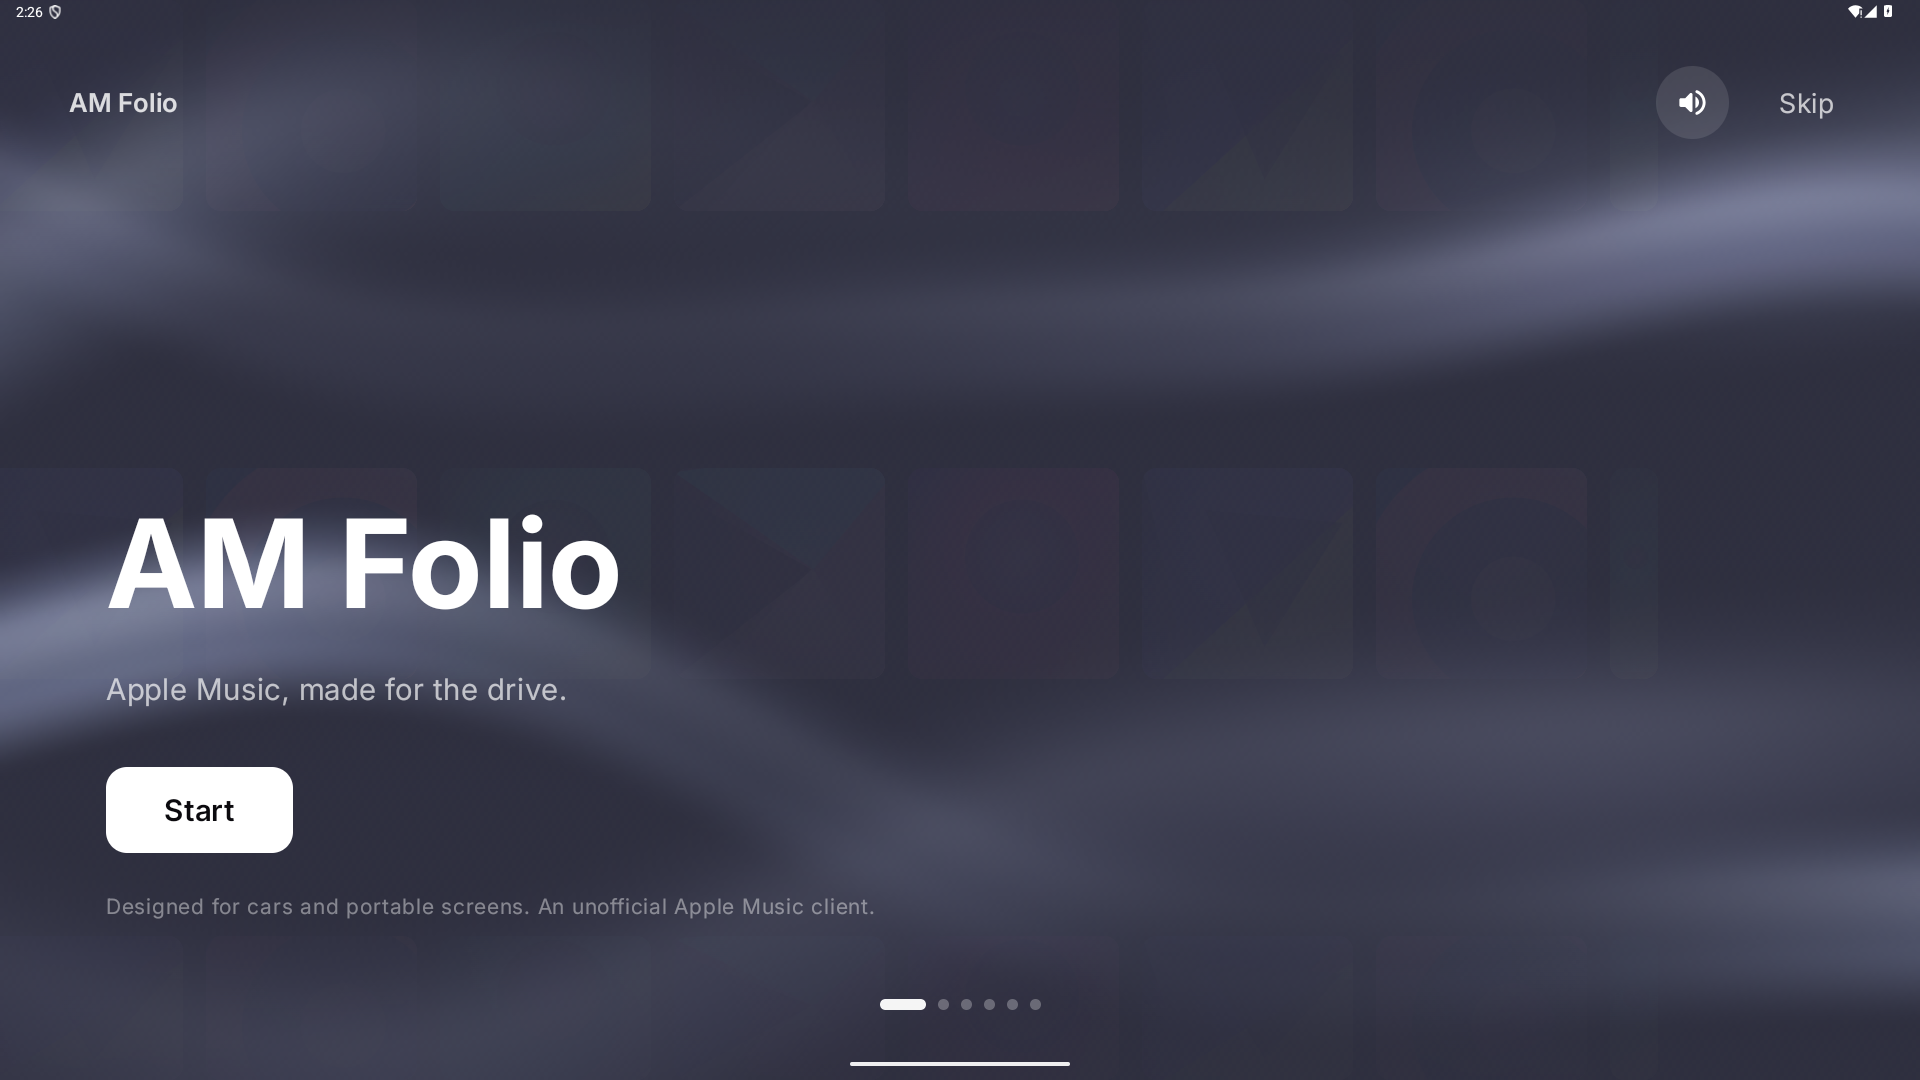 2:26
AM Folio
Skip
AM Folio
Apple Music, made for the drive.
Start
Designed for cars and portable screens. An unofficial Apple Music client.